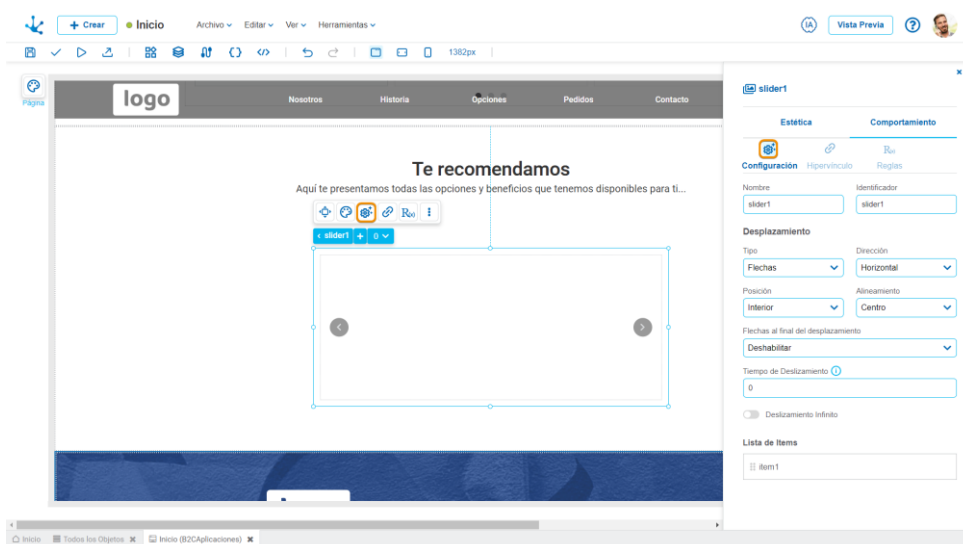 + Crear
Inicio
Archivo
Editar
Ver
Herramientas
IA
Vista Previa
?
1382px
Página
logo
Nosotros
Historia
Opciones
Pedidos
Contacto
Te recomendamos
Aquí te presentamos todas las opciones y beneficios que tenemos disponibles para ti...
R(x)
slider1
+
0
slider1
Estética
Comportamiento
R(x)
Configuración
Hipervínculo
Reglas
Nombre
Identificador
slider1
slider1
Desplazamiento
Tipo
Dirección
Flechas
Horizontal
Posición
Alineamiento
Interior
Centro
Flechas al final del desplazamiento
Deshabilitar
Tiempo de Deslizamiento
0
Deslizamiento Infinito
Lista de Items
item1
Inicio
Todos los Objetos
Inicio (B2CAplicaciones)